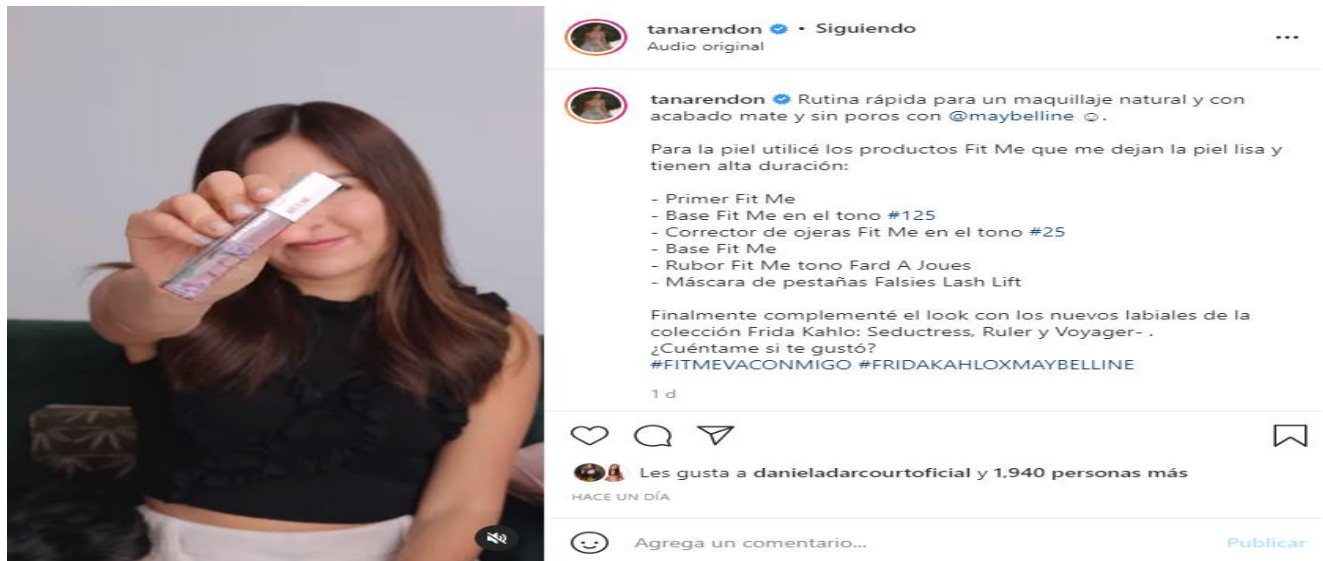 tanarendon • Siguiendo
Audio original
tanarendon Rutina rápida para un maquillaje natural y con
acabado mate y sin poros con @maybelline ☺.
Para la piel utilicé los productos Fit Me que me dejan la piel lisa y
tienen alta duración:
- Primer Fit Me
- Base Fit Me en el tono #125
- Corrector de ojeras Fit Me en el tono #25
- Base Fit Me
- Rubor Fit Me tono Fard A Joues
- Máscara de pestañas Falsies Lash Lift
Finalmente complementé el look con los nuevos labiales de la
colección Frida Kahlo: Seductress, Ruler y Voyager- .
¿Cuéntame si te gustó?
#FITMEVACONMIGO #FRIDAKAHLOXMAYBELLINE
1 d
Les gusta a danieladarcourtoficial y 1,940 personas más
HACE UN DÍA
Agrega un comentario...
Publicar